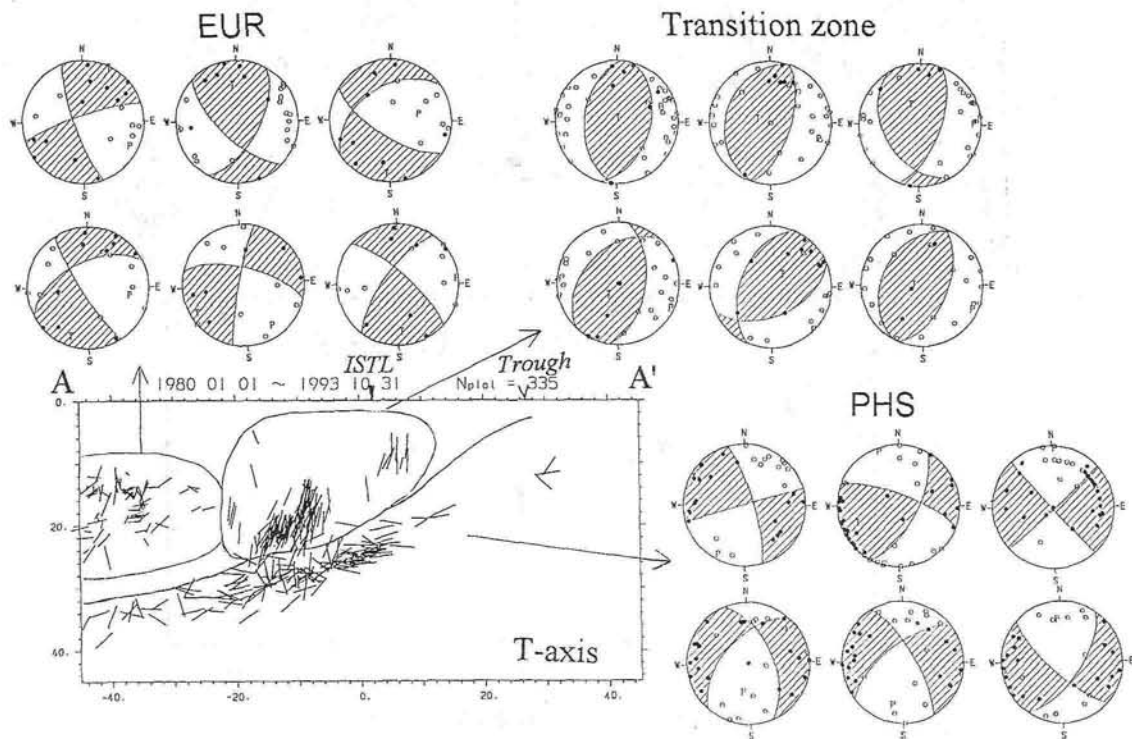 EUR
Transition zone
N N N N N N
W E W E W E W E W E W E
T T T T T T
P P
S S S S S S
N N N N N N
W E W E W E W E W E W E
P P P P P
T T T T T
S S S S S S
ISTL Trough
A 1980 01 01 ~ 1993 10 31 Nplot = 335 A'
0.
20.
40.
T-axis
-40. -20. 0. 20. 40.
PHS
N N N
P P
W E W E W E
P
S S S
N N N
W E W E W E
P P
S S S